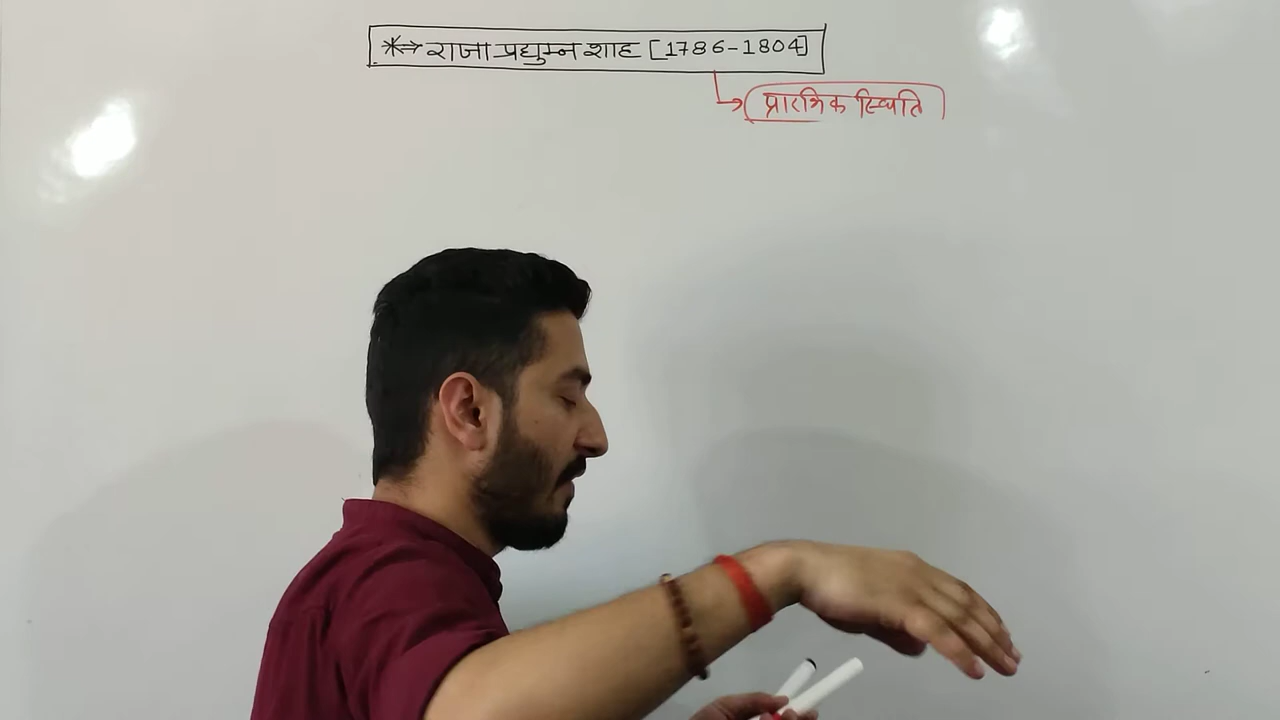 *⇒ राजा प्रद्युम्न शाह [1786-1804]
प्रारंभिक स्थिति